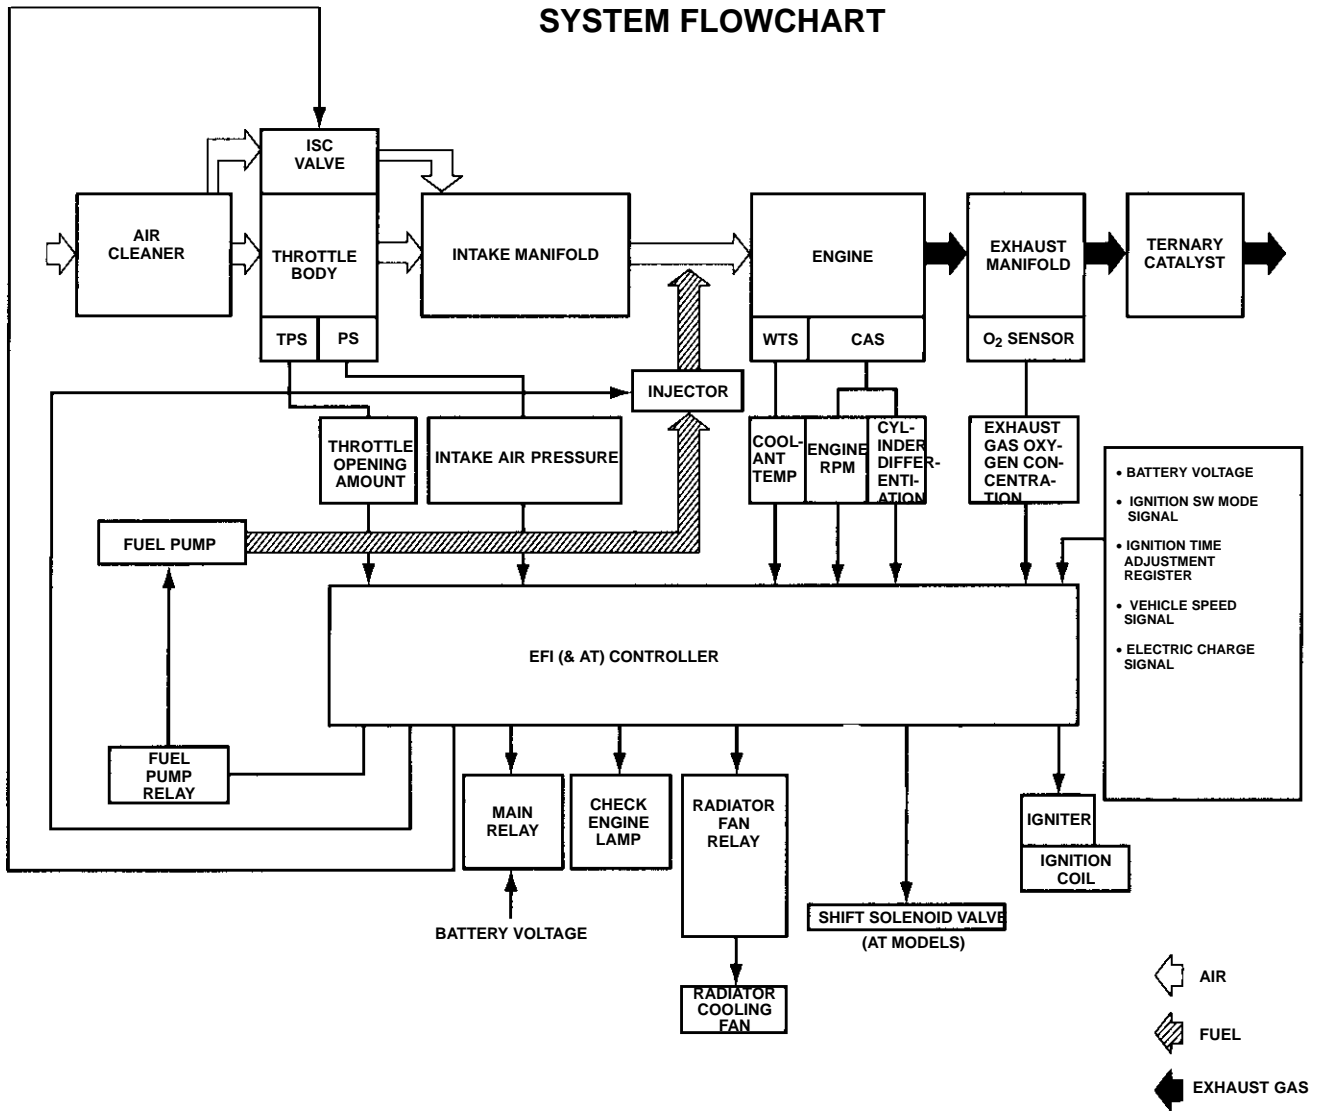 SYSTEM FLOWCHART
ISC
VALVE
AIR
CLEANER
THROTTLE
BODY
INTAKE MANIFOLD
ENGINE
EXHAUST
MANIFOLD
TERNARY
CATALYST
TPS
PS
WTS
CAS
O2 SENSOR
INJECTOR
THROTTLE
OPENING
AMOUNT
INTAKE AIR PRESSURE
COOL-
ANT
TEMP
ENGINE
RPM
CYL-
INDER
DIFFER-
ENTI-
ATION
EXHAUST
GAS OXY-
GEN CON-
CENTRA-
TION
• BATTERY VOLTAGE
• IGNITION SW MODE
SIGNAL
• IGNITION TIME
ADJUSTMENT
REGISTER
• VEHICLE SPEED
SIGNAL
• ELECTRIC CHARGE
SIGNAL
FUEL PUMP
EFI (& AT) CONTROLLER
FUEL
PUMP
RELAY
MAIN
RELAY
CHECK
ENGINE
LAMP
RADIATOR
FAN
RELAY
IGNITER
IGNITION
COIL
BATTERY VOLTAGE
SHIFT SOLENOID VALVE
(AT MODELS)
RADIATOR
COOLING
FAN
AIR
FUEL
EXHAUST GAS